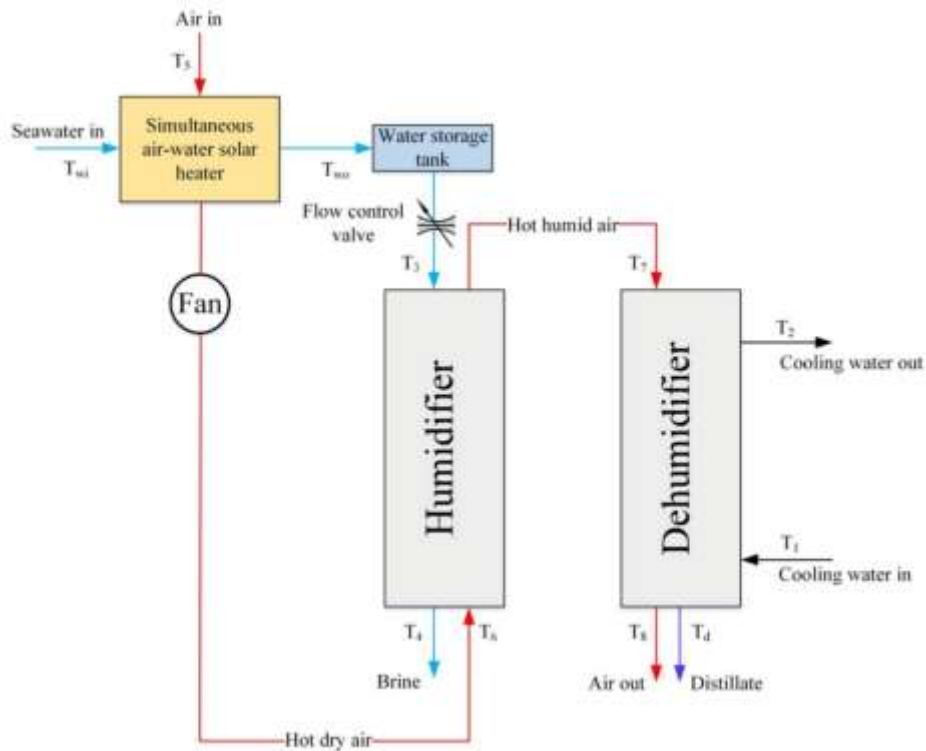 Air in
T5
Seawater in
Twi
Simultaneous
air-water solar
heater
Two
Water storage
tank
Flow control
valve
T3
Hot humid air
T7
Fan
Humidifier
Dehumidifier
T2
Cooling water out
T1
Cooling water in
T4
T6
Brine
T8
Td
Air out
Distillate
Hot dry air